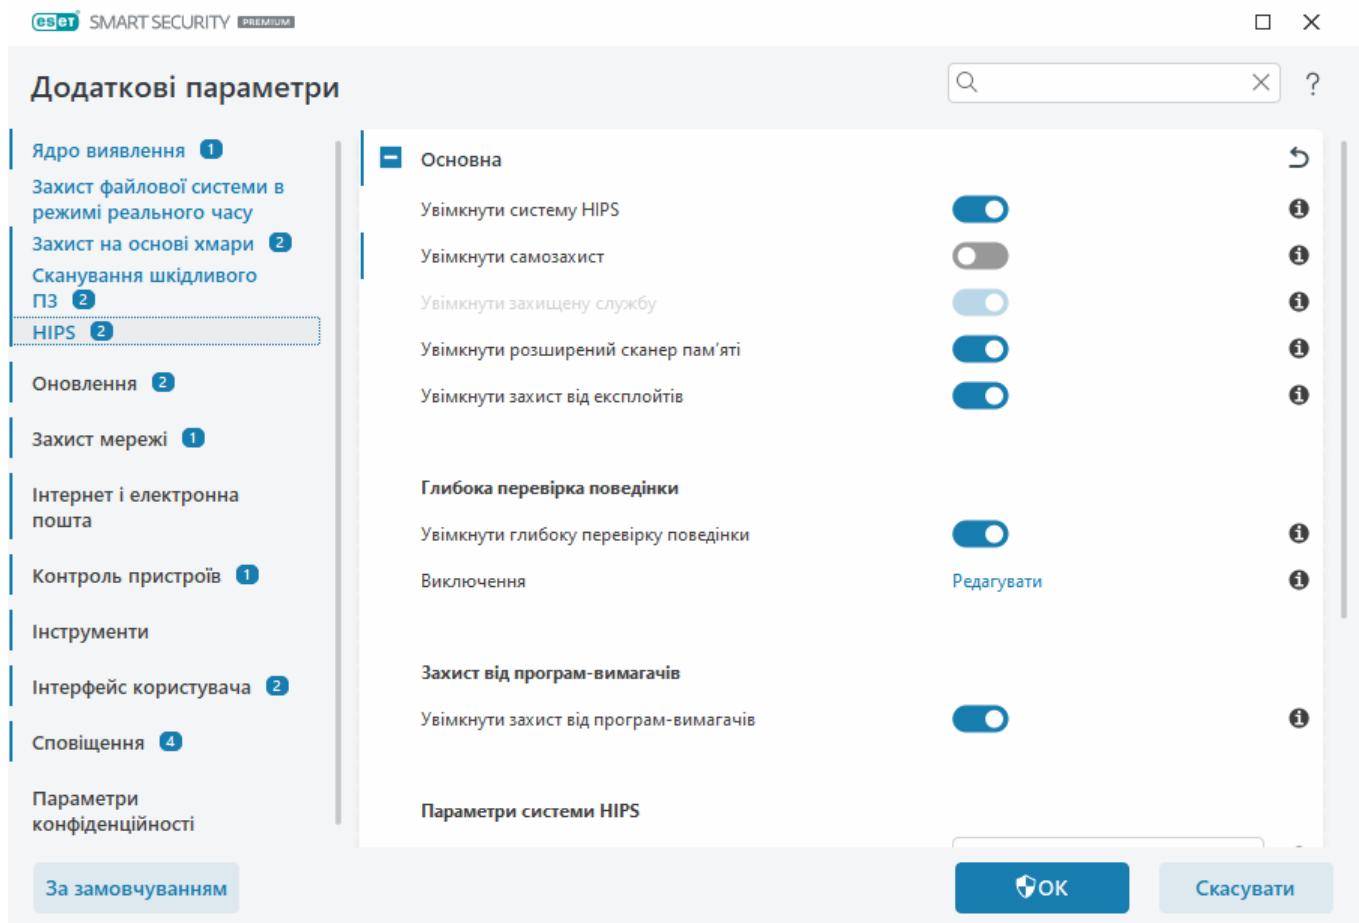 eset SMART SECURITY PREMIUM
Додаткові параметри
?
Ядро виявлення 1
Захист файлової системи в
режимі реального часу
Захист на основі хмари 2
Сканування шкідливого
ПЗ 2
HIPS 2
Оновлення 2
Захист мережі 1
Інтернет і електронна
пошта
Контроль пристроїв 1
Інструменти
Інтерфейс користувача 2
Сповіщення 4
Параметри
конфіденційності
Основна
Увімкнути систему HIPS
Увімкнути самозахист
Увімкнути захищену службу
Увімкнути розширений сканер пам’яті
Увімкнути захист від експлойтів
Глибока перевірка поведінки
Увімкнути глибоку перевірку поведінки
Виключення Редагувати
Захист від програм-вимагачів
Увімкнути захист від програм-вимагачів
Параметри системи HIPS
За замовчуванням
ОК
Скасувати